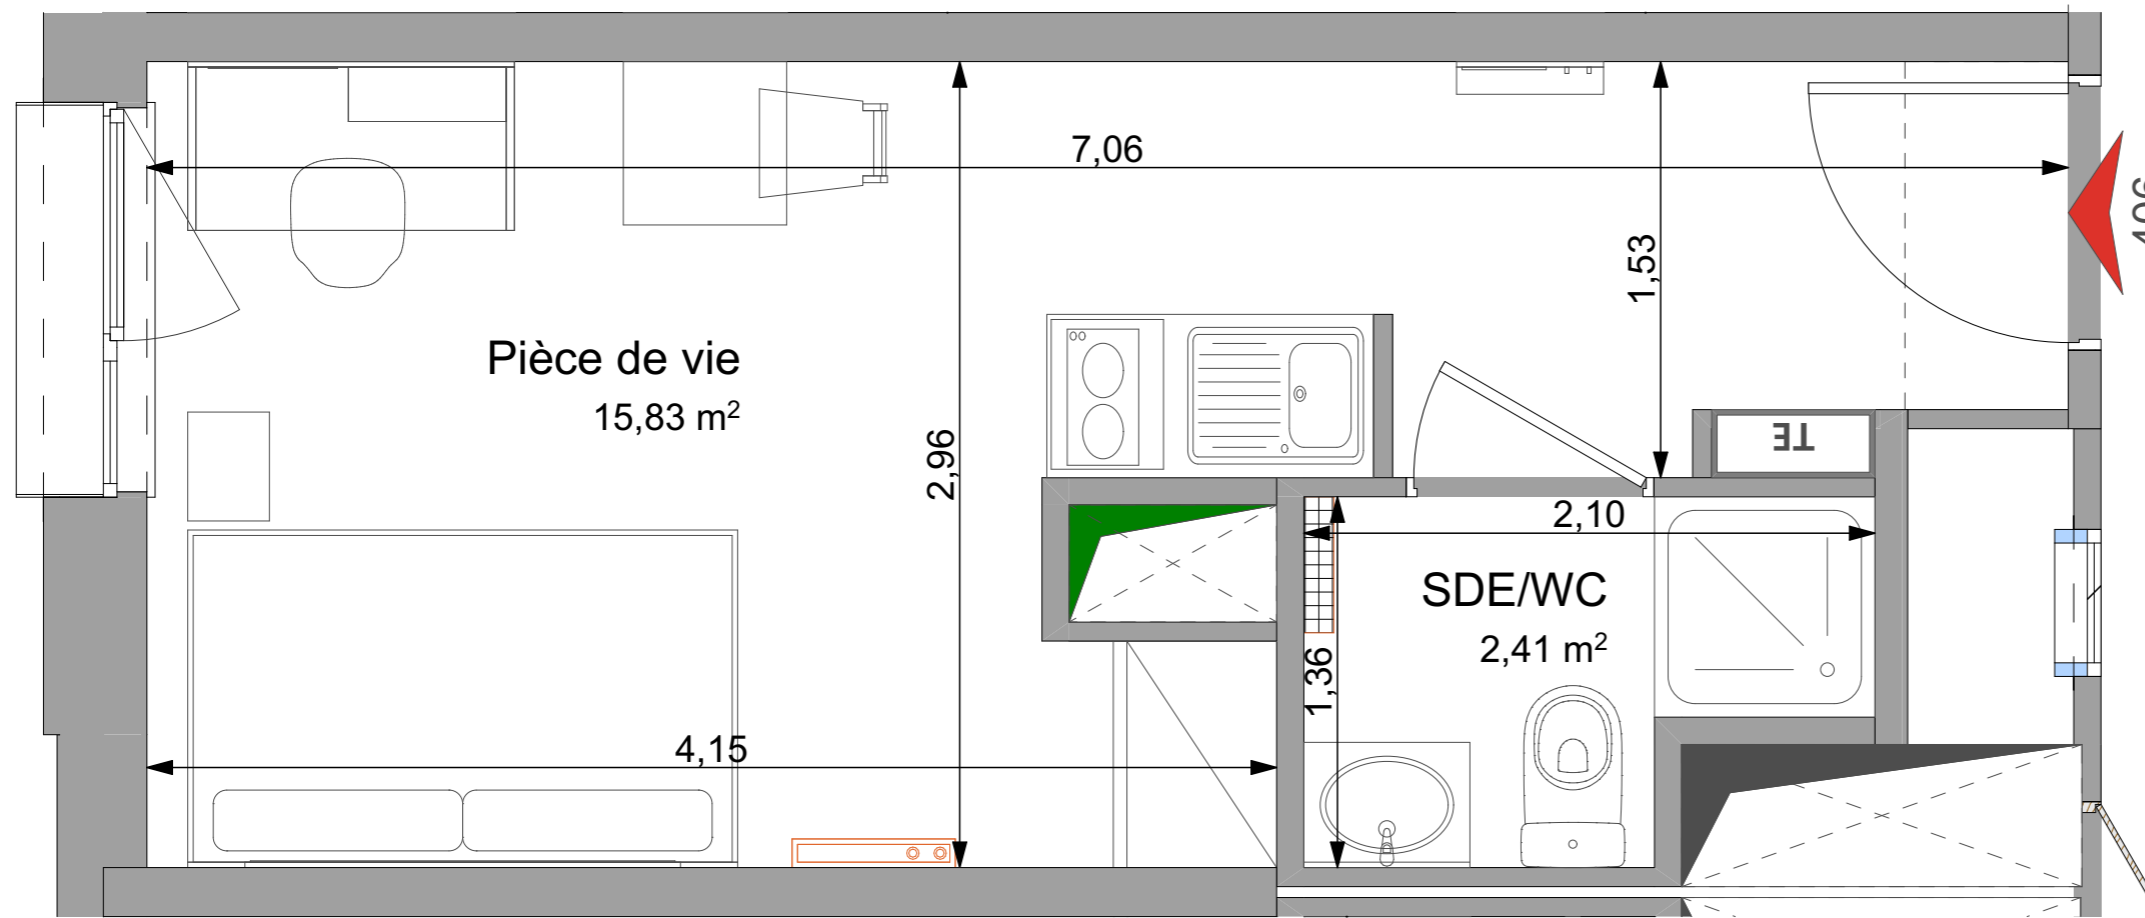 7,06
406
1,53
Pièce de vie
15,83 m²
2,96
TE
2,10
SDE/WC
2,41 m²
1,36
4,15